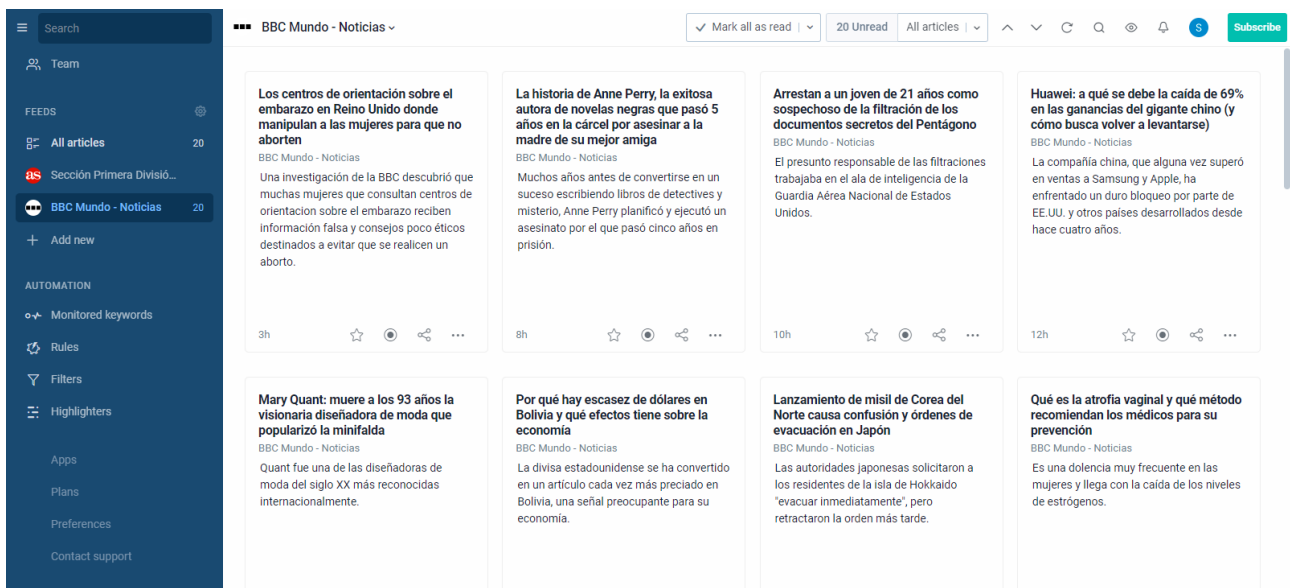 Search
BBC Mundo - Noticias
Mark all as read
20 Unread
All articles
S
Subscribe
Team
FEEDS
All articles 20
as Sección Primera Divisió...
BBC Mundo - Noticias 20
Add new
AUTOMATION
Monitored keywords
Rules
Filters
Highlighters
Apps
Plans
Preferences
Contact support
Los centros de orientación sobre el
embarazo en Reino Unido donde
manipulan a las mujeres para que no
aborten
BBC Mundo - Noticias
Una investigación de la BBC descubrió que
muchas mujeres que consultan centros de
orientacion sobre el embarazo reciben
información falsa y consejos poco éticos
destinados a evitar que se realicen un
aborto.
3h
La historia de Anne Perry, la exitosa
autora de novelas negras que pasó 5
años en la cárcel por asesinar a la
madre de su mejor amiga
BBC Mundo - Noticias
Muchos años antes de convertirse en un
suceso escribiendo libros de detectives y
misterio, Anne Perry planificó y ejecutó un
asesinato por el que pasó cinco años en
prisión.
8h
Arrestan a un joven de 21 años como
sospechoso de la filtración de los
documentos secretos del Pentágono
BBC Mundo - Noticias
El presunto responsable de las filtraciones
trabajaba en el ala de inteligencia de la
Guardia Aérea Nacional de Estados
Unidos.
10h
Huawei: a qué se debe la caída de 69%
en las ganancias del gigante chino (y
cómo busca volver a levantarse)
BBC Mundo - Noticias
La compañía china, que alguna vez superó
en ventas a Samsung y Apple, ha
enfrentado un duro bloqueo por parte de
EE.UU. y otros países desarrollados desde
hace cuatro años.
12h
Mary Quant: muere a los 93 años la
visionaria diseñadora de moda que
popularizó la minifalda
BBC Mundo - Noticias
Quant fue una de las diseñadoras de
moda del siglo XX más reconocidas
internacionalmente.
Por qué hay escasez de dólares en
Bolivia y qué efectos tiene sobre la
economía
BBC Mundo - Noticias
La divisa estadounidense se ha convertido
en un artículo cada vez más preciado en
Bolivia, una señal preocupante para su
economía.
Lanzamiento de misil de Corea del
Norte causa confusión y órdenes de
evacuación en Japón
BBC Mundo - Noticias
Las autoridades japonesas solicitaron a
los residentes de la isla de Hokkaido
"evacuar inmediatamente", pero
retractaron la orden más tarde.
Qué es la atrofia vaginal y qué método
recomiendan los médicos para su
prevención
BBC Mundo - Noticias
Es una dolencia muy frecuente en las
mujeres y llega con la caída de los niveles
de estrógenos.